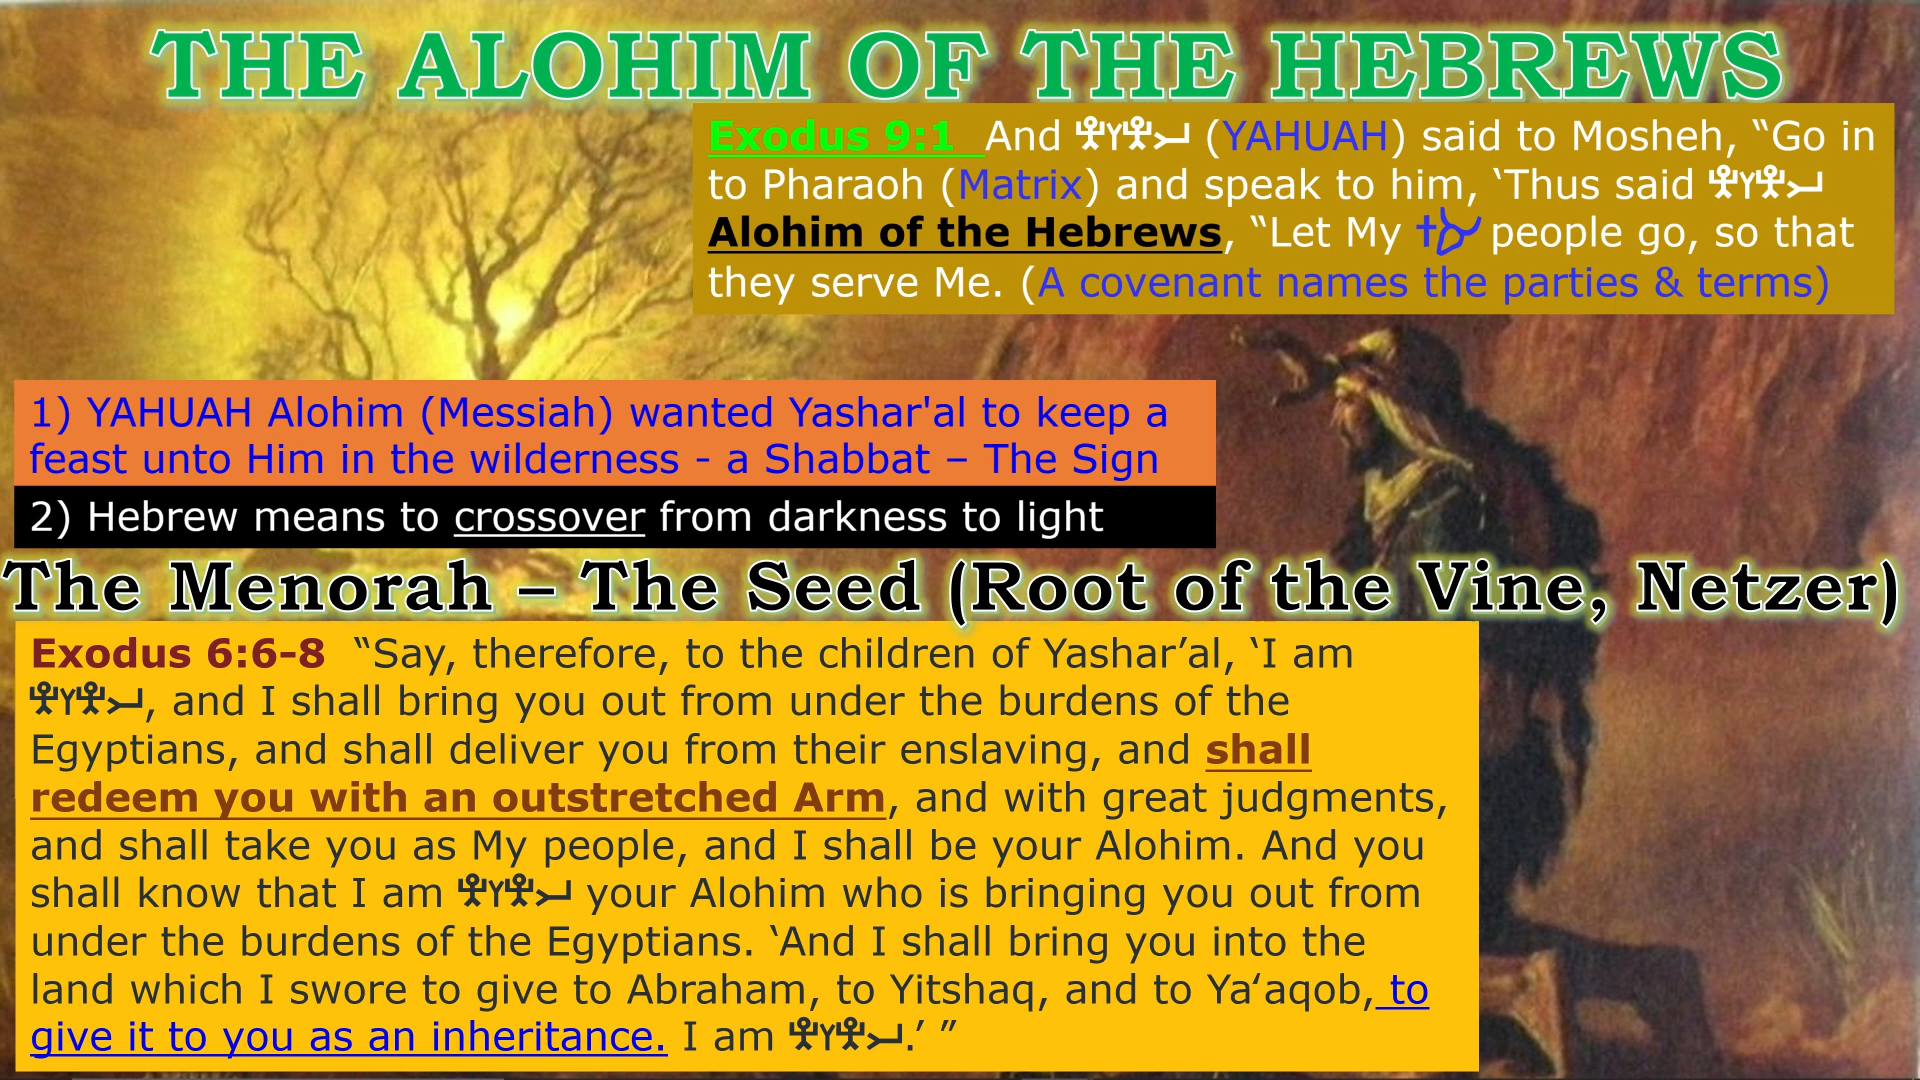 THE ALOHIM OF THE HEBREWS
Exodus 9:1 And 𐤉𐤄𐤅𐤄 (YAHUAH) said to Mosheh, “Go in
to Pharaoh (Matrix) and speak to him, ‘Thus said 𐤉𐤄𐤅𐤄
Alohim of the Hebrews, “Let My 𐤀𐤕 people go, so that
they serve Me. (A covenant names the parties & terms)
1) YAHUAH Alohim (Messiah) wanted Yashar'al to keep a
feast unto Him in the wilderness - a Shabbat – The Sign
2) Hebrew means to crossover from darkness to light
The Menorah – The Seed (Root of the Vine, Netzer)
Exodus 6:6-8 “Say, therefore, to the children of Yashar’al, ‘I am
𐤉𐤄𐤅𐤄, and I shall bring you out from under the burdens of the
Egyptians, and shall deliver you from their enslaving, and shall
redeem you with an outstretched Arm, and with great judgments,
and shall take you as My people, and I shall be your Alohim. And you
shall know that I am 𐤉𐤄𐤅𐤄 your Alohim who is bringing you out from
under the burdens of the Egyptians. ‘And I shall bring you into the
land which I swore to give to Abraham, to Yitshaq, and to Ya‘aqob, to
give it to you as an inheritance. I am 𐤉𐤄𐤅𐤄.’ ”